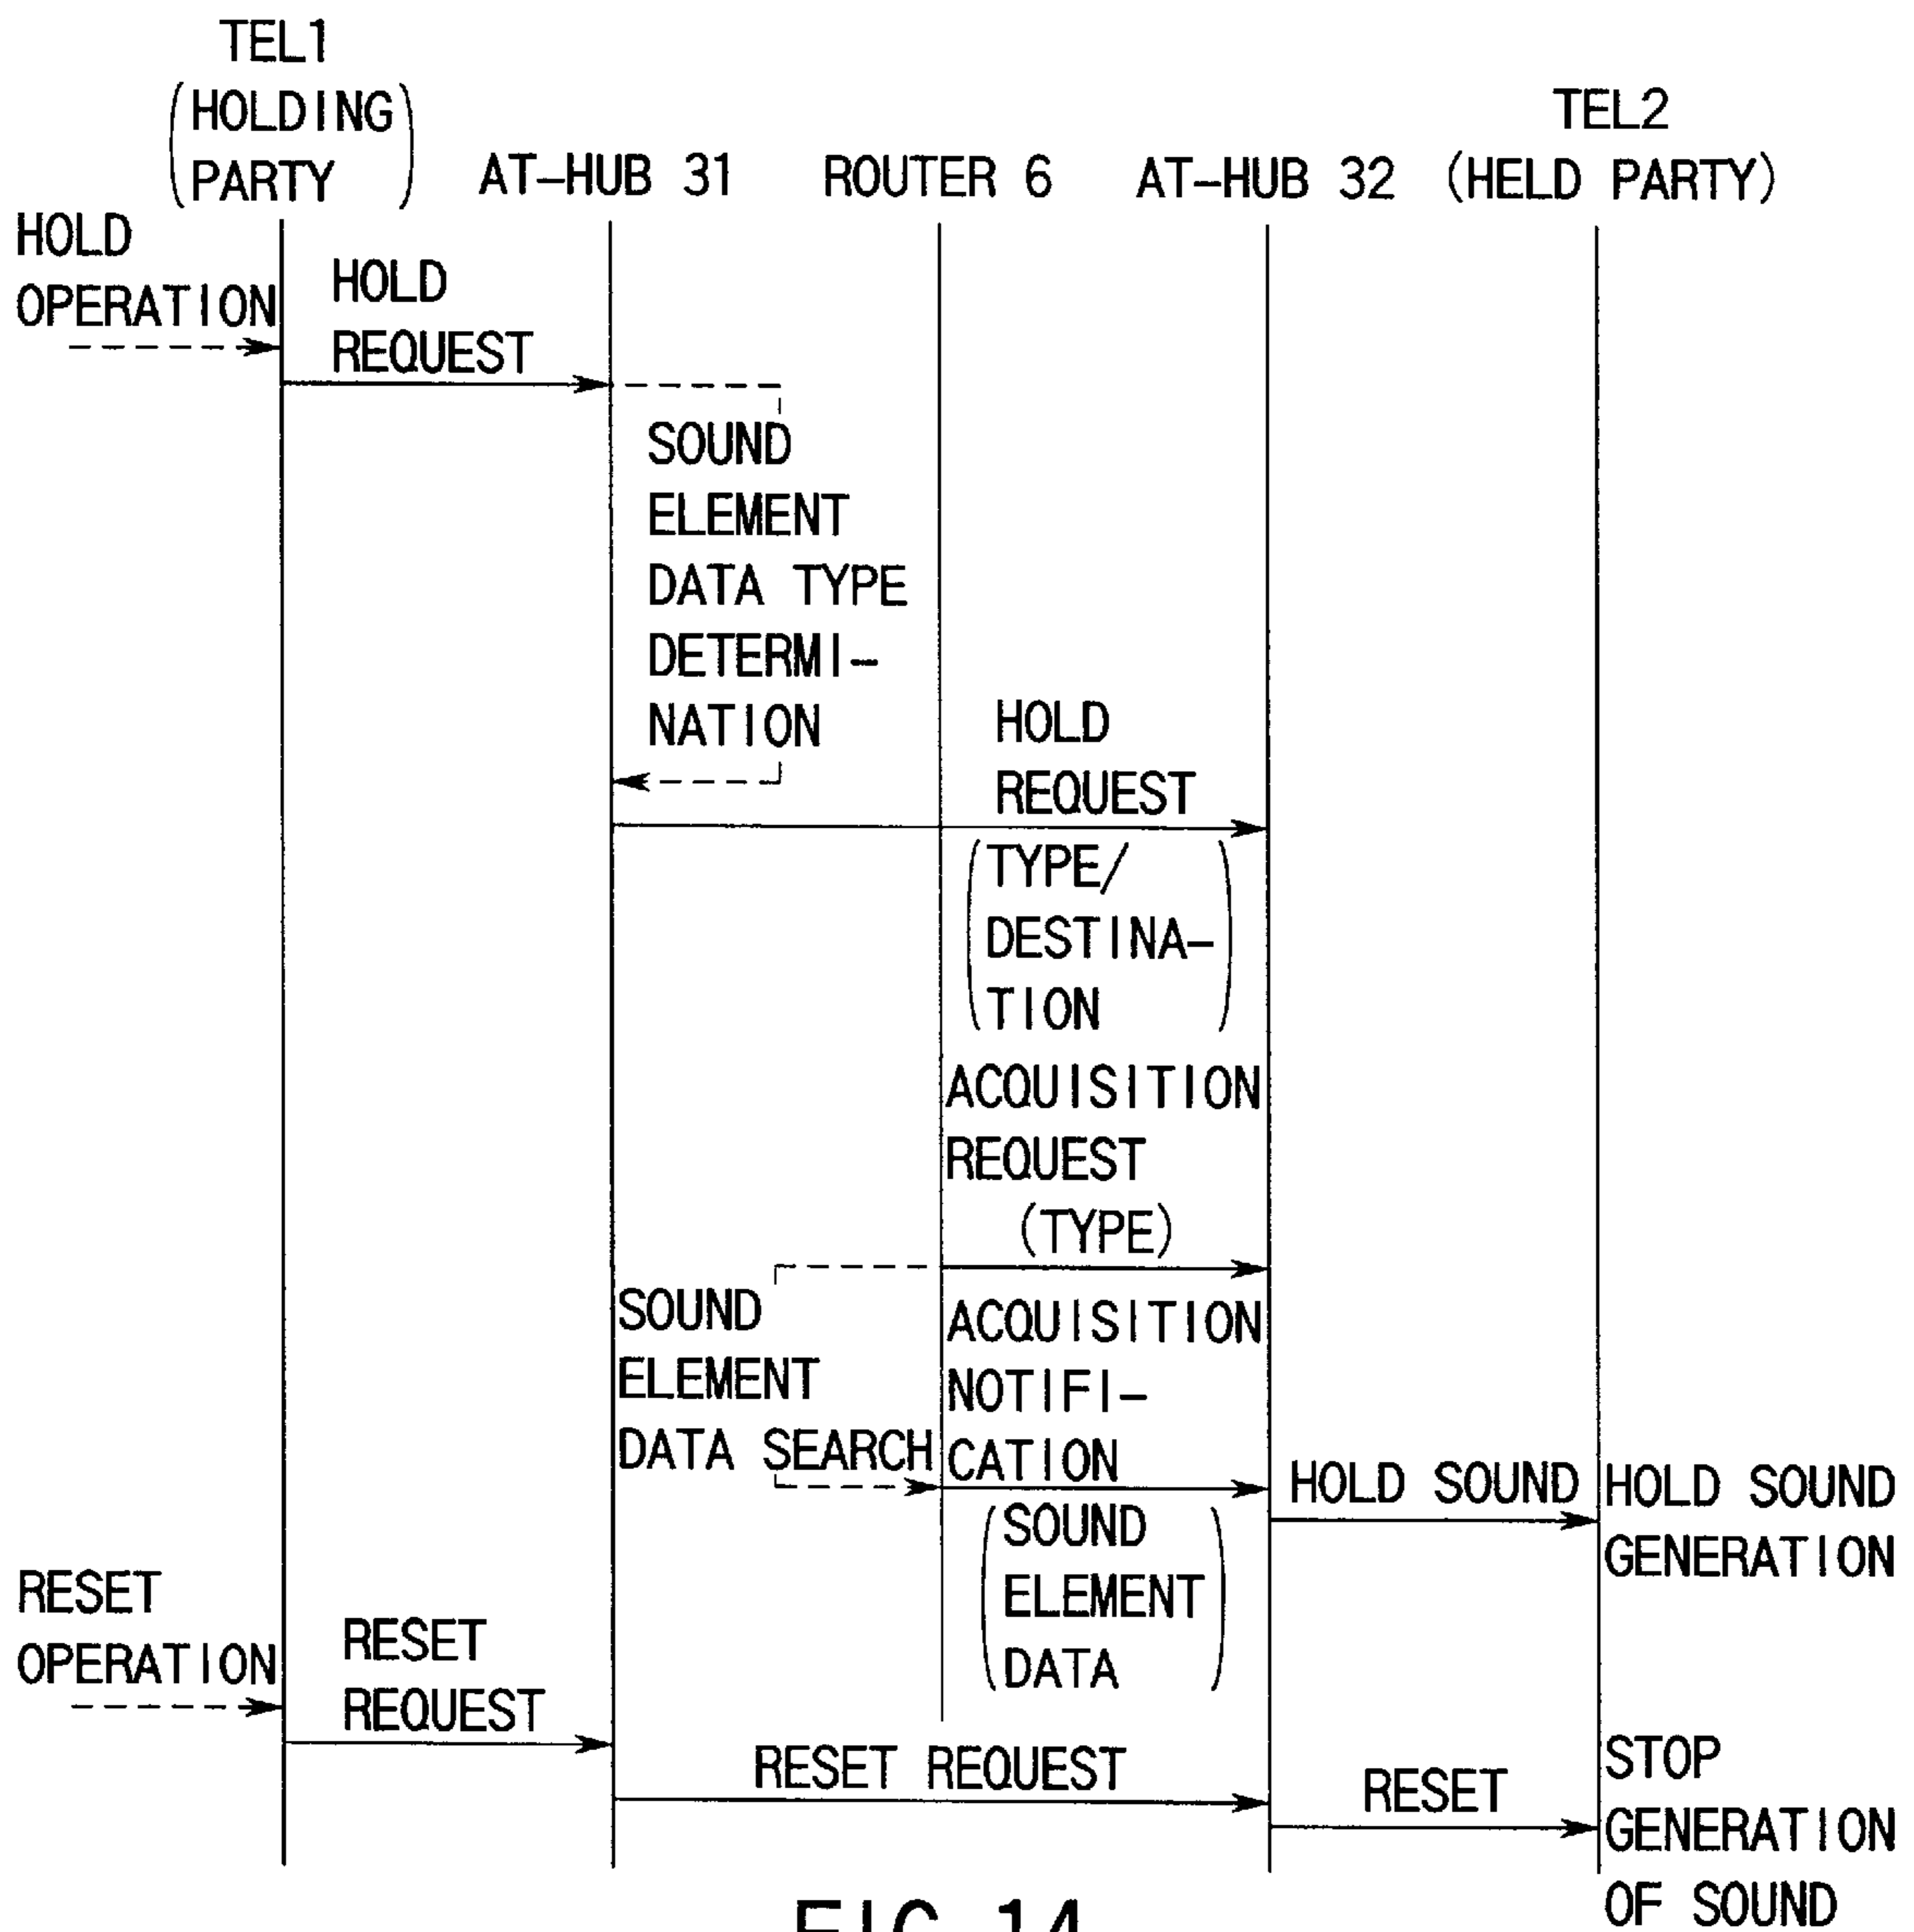 TEL1
(HOLDING
PARTY)
AT-HUB 31
ROUTER 6
AT-HUB 32
TEL2
(HELD PARTY)
HOLD
OPERATION
HOLD
REQUEST
SOUND
ELEMENT
DATA TYPE
DETERMI-
NATION
HOLD
REQUEST
(TYPE/
DESTINA-
TION)
ACQUISITION
REQUEST
(TYPE)
SOUND
ELEMENT
DATA SEARCH
ACQUISITION
NOTIFI-
CATION
(SOUND
ELEMENT
DATA)
HOLD SOUND
HOLD SOUND
GENERATION
RESET
OPERATION
RESET
REQUEST
RESET REQUEST
RESET
STOP
GENERATION
OF SOUND
FIG. 14